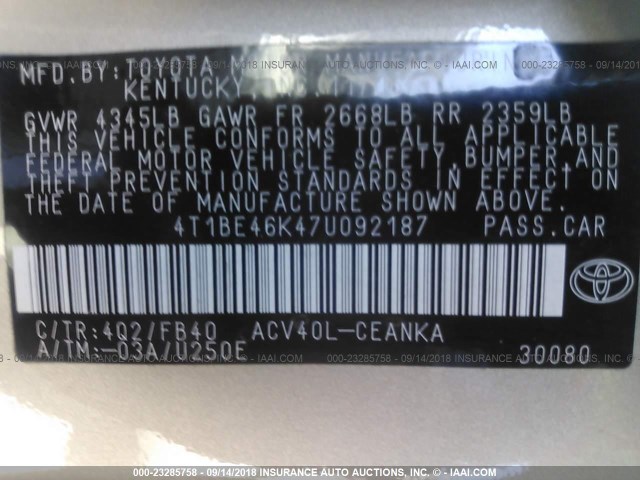 MFD.BY: TOYOTA
KENTUCKY
GVWR 4345LB GAWR FR 2668LB RR 2359LB
THIS VEHICLE CONFORMS TO ALL APPLICABLE
FEDERAL MOTOR VEHICLE SAFETY, BUMPER, AND
THEFT PREVENTION STANDARDS IN EFFECT ON
THE DATE OF MANUFACTURE SHOWN ABOVE.
4T1BE46K47U092187 PASS.CAR
C/TR:4Q2/FB40 ACV40L-CEANKA
A/TM:-03A/U250E 30080
TOYOTA
000-23285758 - 09/14/2018 - INSURANCE AUTO AUCTIONS, INC. - © - IAAI.COM